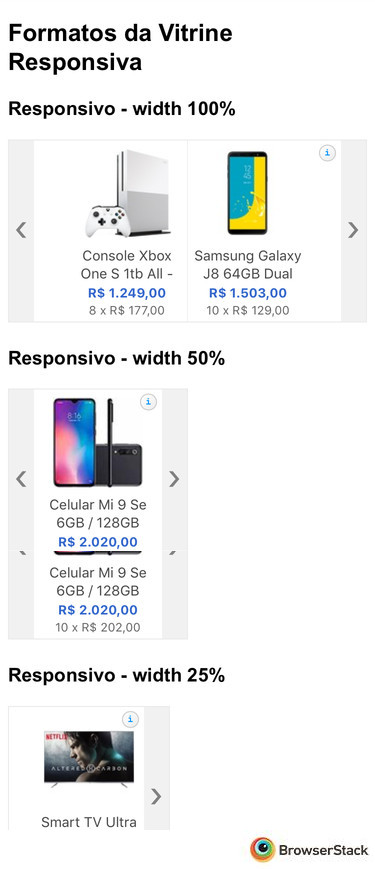 Formatos da Vitrine
Responsiva
Responsivo - width 100%
Console Xbox
One S 1tb All -
R$ 1.249,00
8 x R$ 177,00
Samsung Galaxy
J8 64GB Dual
R$ 1.503,00
10 x R$ 129,00
Responsivo - width 50%
8:16
Celular Mi 9 Se
6GB / 128GB
R$ 2.020,00
Celular Mi 9 Se
6GB / 128GB
R$ 2.020,00
10 x R$ 202,00
Responsivo - width 25%
NETFLIX
ALTERED CARBON
Smart TV Ultra
BrowserStack